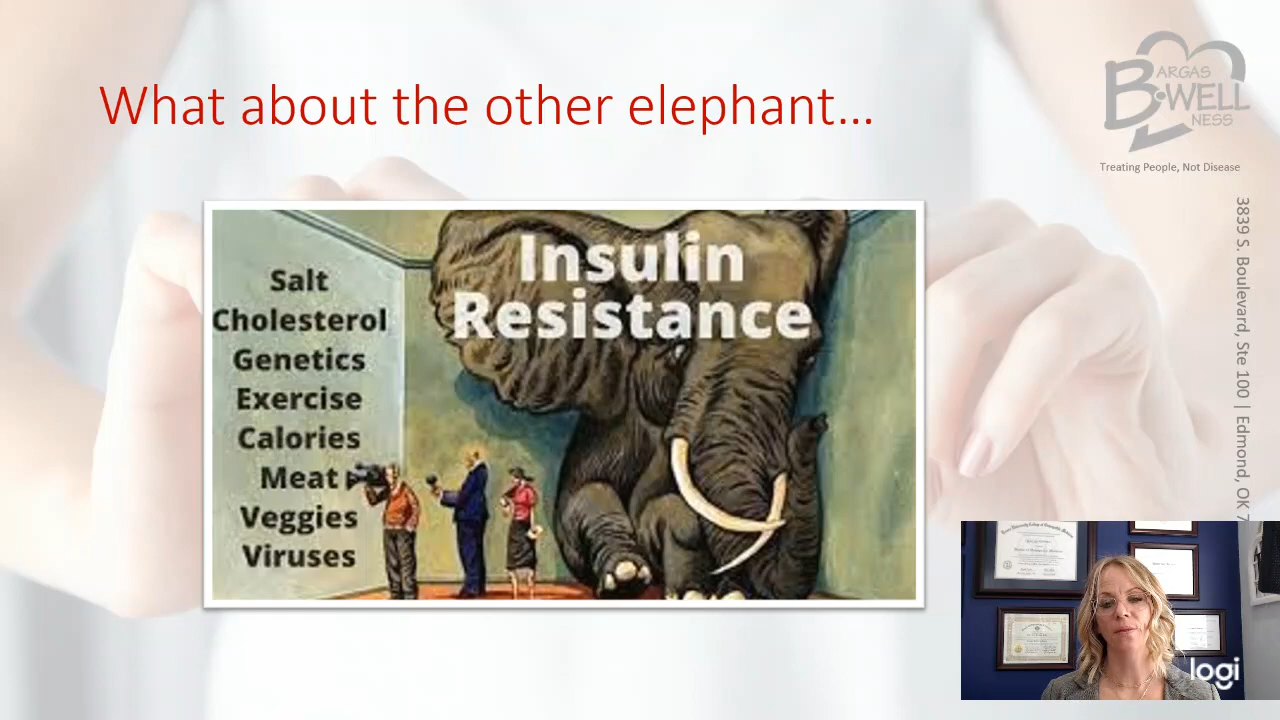 What about the other elephant...
BARGAS
B·WELL
NESS
Treating People, Not Disease
3839 S. Boulevard, Ste 100 | Edmond, OK 7
Insulin
Resistance
Salt
Cholesterol
Genetics
Exercise
Calories
Meat
Veggies
Viruses
logi